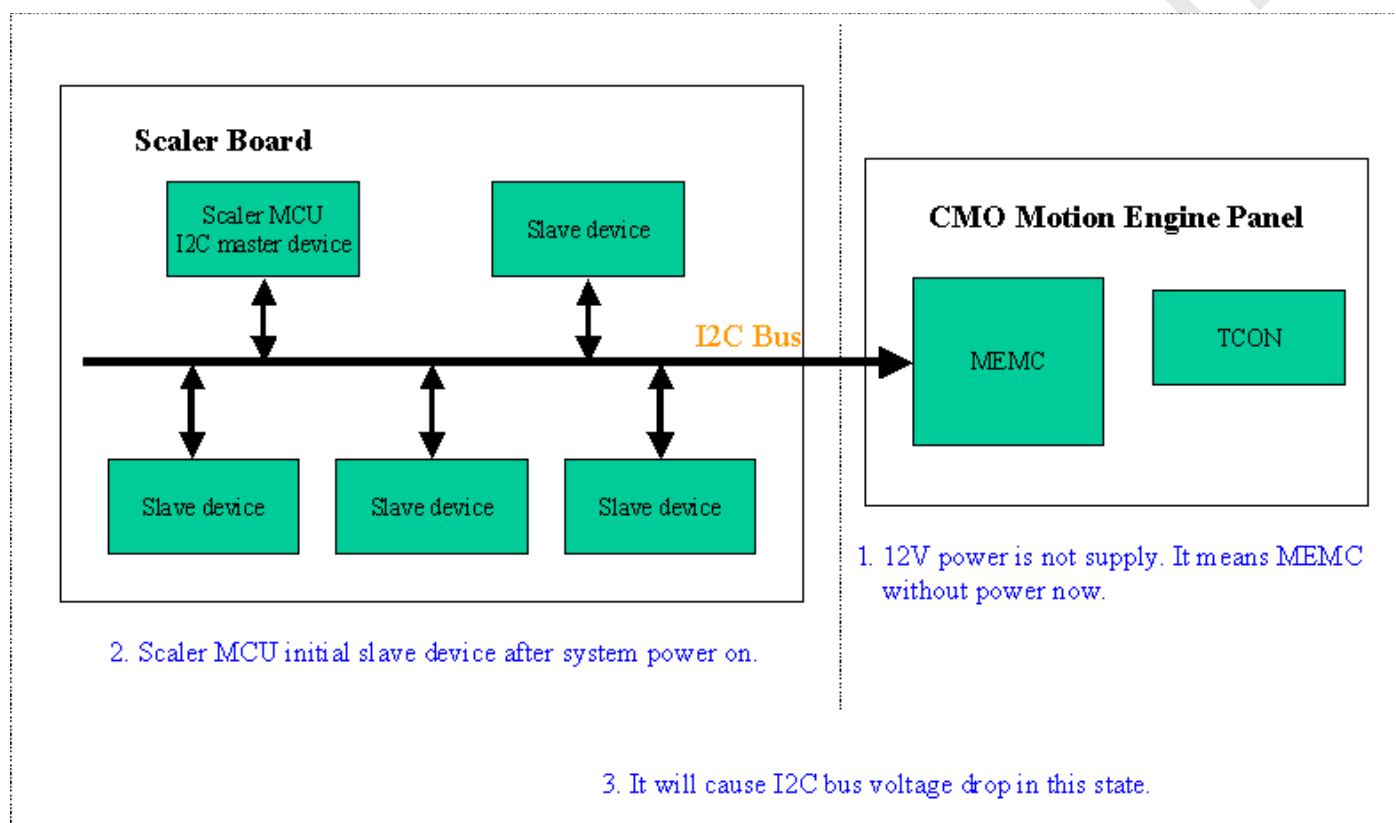 Scaler Board
Scaler MCU
I2C master device
Slave device
I2C Bus
Slave device
Slave device
Slave device
2. Scaler MCU initial slave device after system power on.
CMO Motion Engine Panel
MEMC
TCON
1. 12V power is not supply. It means MEMC
without power now.
3. It will cause I2C bus voltage drop in this state.